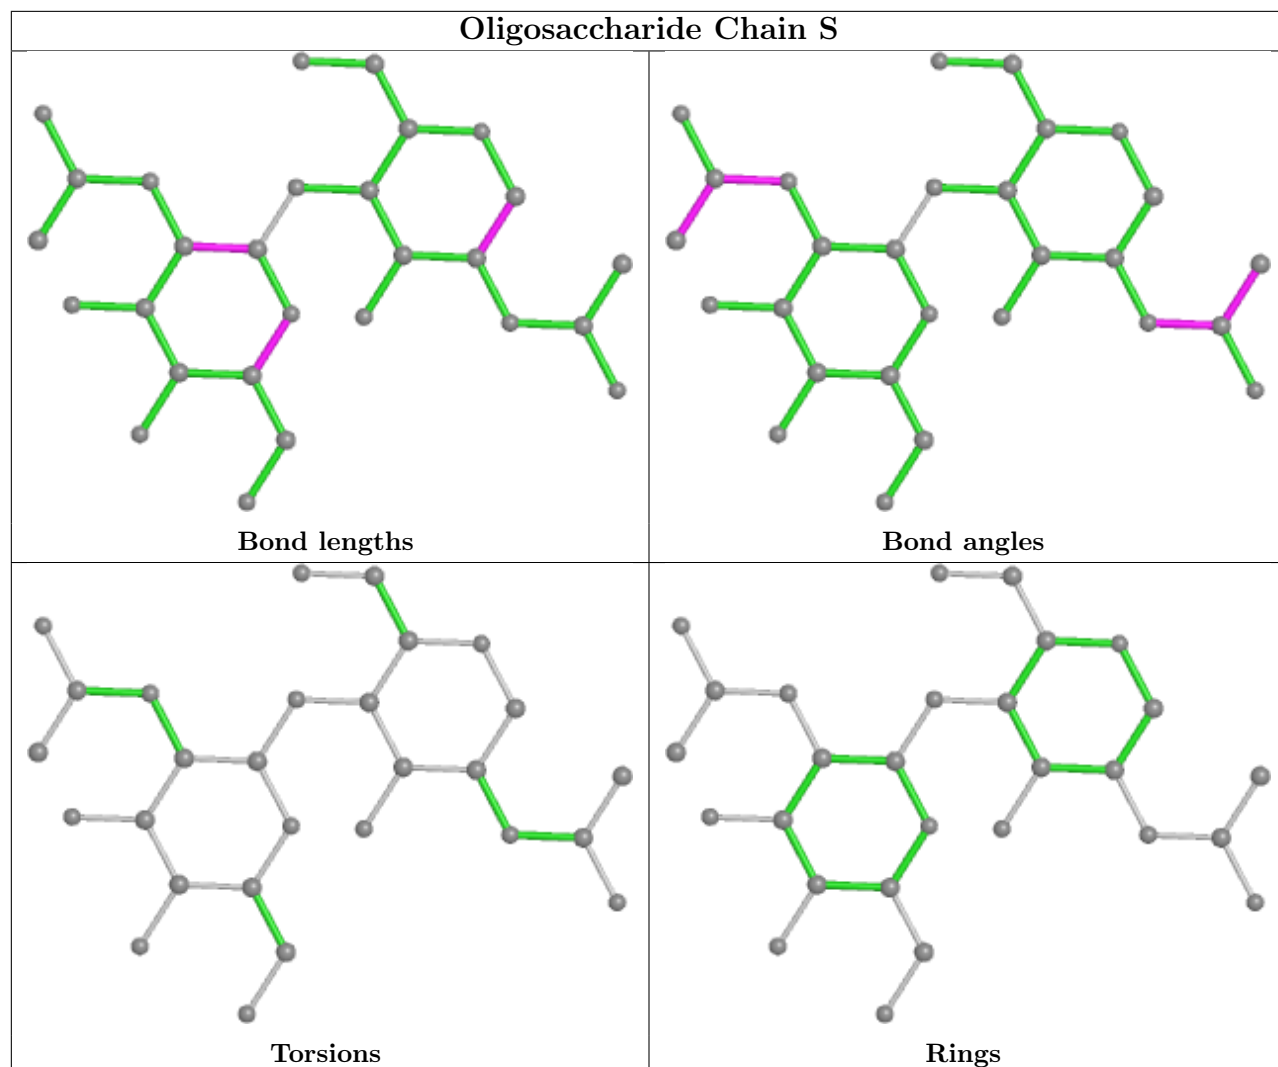 Oligosaccharide Chain S
Bond lengths
Bond angles
Torsions
Rings